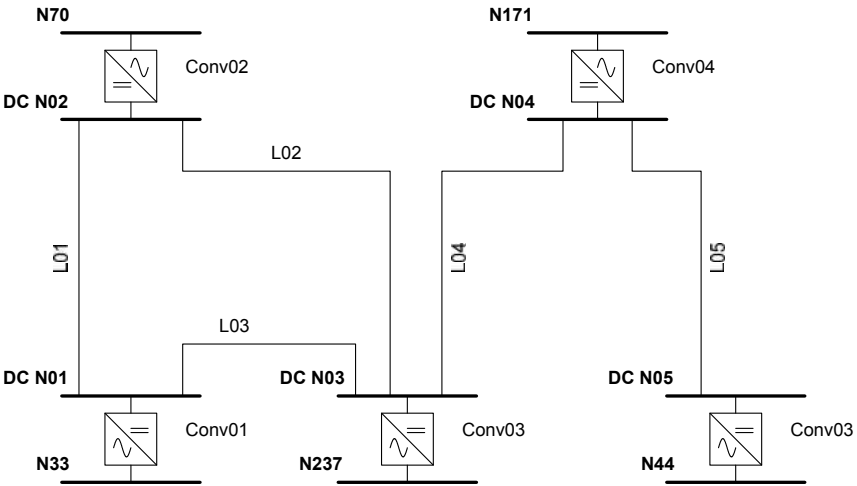 N70
N171
Conv02
Conv04
DC N02
DC N04
L02
L01
L04
L05
L03
DC N01
DC N03
DC N05
Conv01
Conv03
Conv03
N33
N237
N44